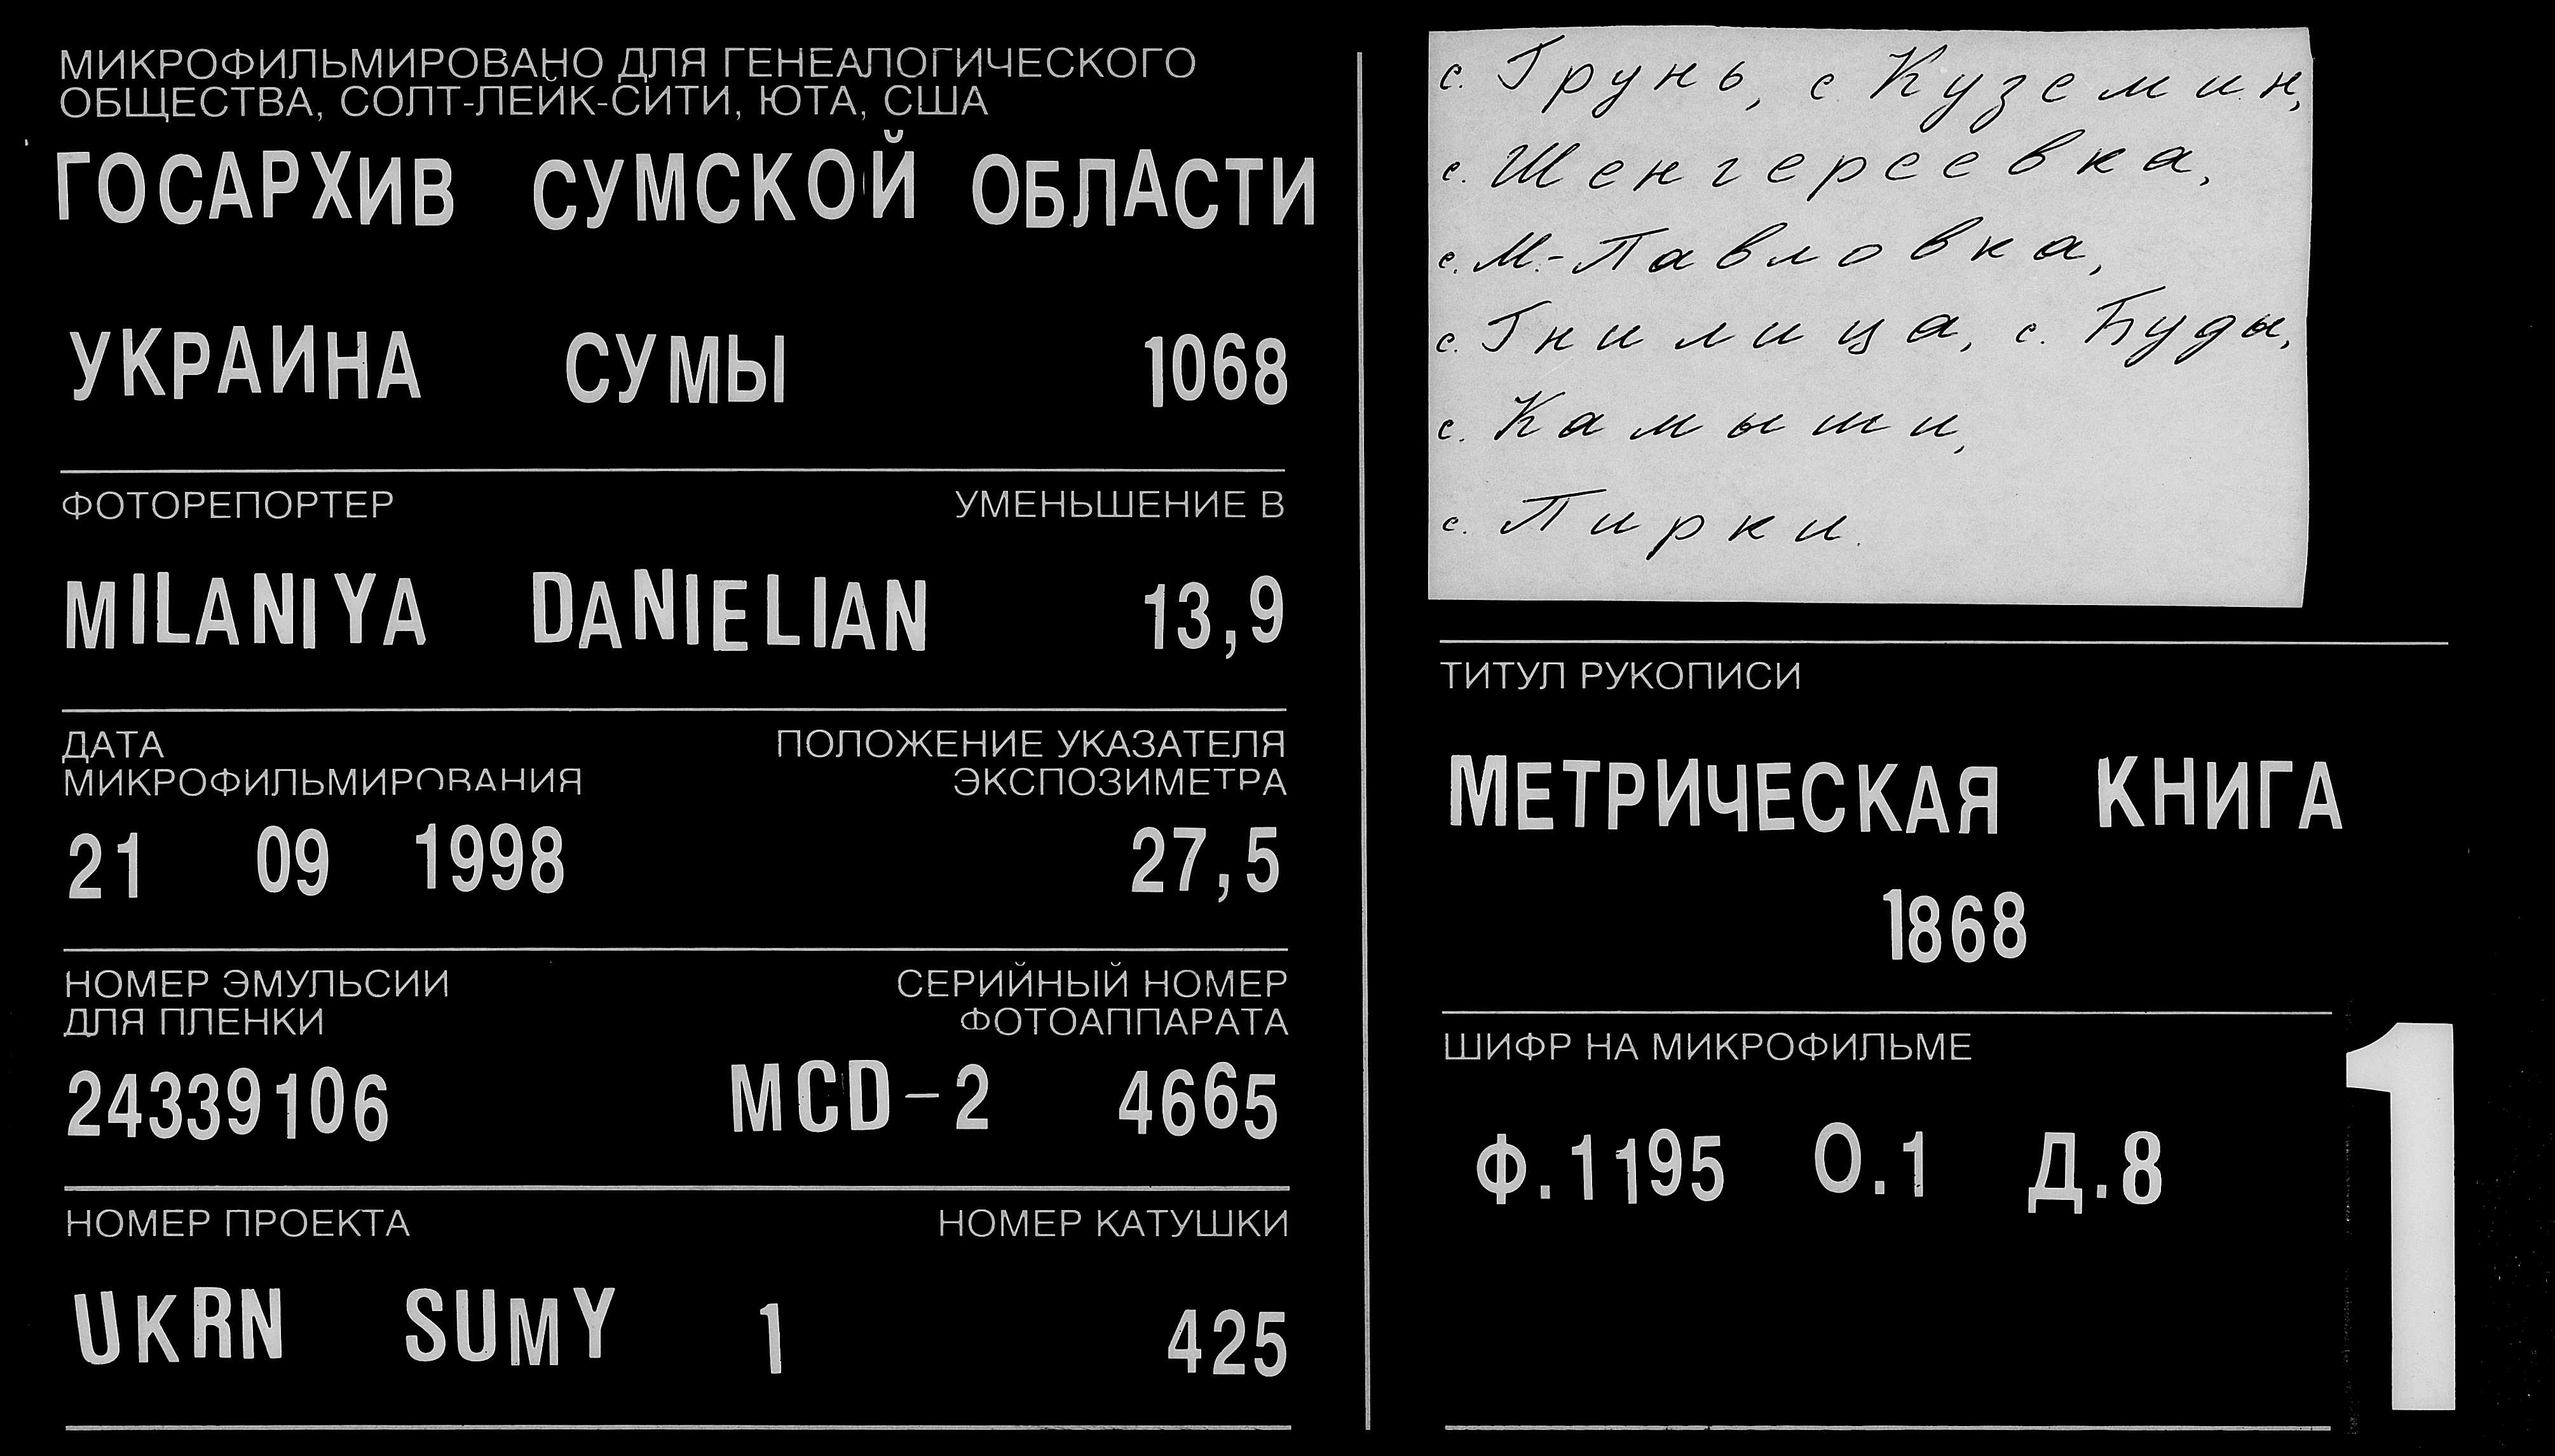 МИКРОФИЛЬМИРОВАНО ДЛЯ ГЕНЕАЛОГИЧЕСКОГО
ОБЩЕСТВА, СОЛТ-ЛЕЙК-СИТИ, ЮТА, США
ГОСАРХИВ СУМСКОЙ ОБЛАСТИ
УКРАИНА СУМЫ 1068
ФОТОРЕПОРТЕР УМЕНЬШЕНИЕ В
MILANIYA DANIELIAN 13,9
ДАТА ПОЛОЖЕНИЕ УКАЗАТЕЛЯ
МИКРОФИЛЬМИРОВАНИЯ ЭКСПОЗИМЕТРА
21 09 1998 27,5
НОМЕР ЭМУЛЬСИИ СЕРИЙНЫЙ НОМЕР
ДЛЯ ПЛЕНКИ ФОТОАППАРАТА
24339106 MCD-2 4665
НОМЕР ПРОЕКТА НОМЕР КАТУШКИ
UKRN SUMY 1 425
с. Грунь, с Куземин,
с. Шенгереевка,
с. М.-Павловка,
с. Гнилица, с. Буды,
с. Камыши,
с. Пирки.
ТИТУЛ РУКОПИСИ
МЕТРИЧЕСКАЯ КНИГА
1868
ШИФР НА МИКРОФИЛЬМЕ
Ф.1195 О.1 Д.8
1